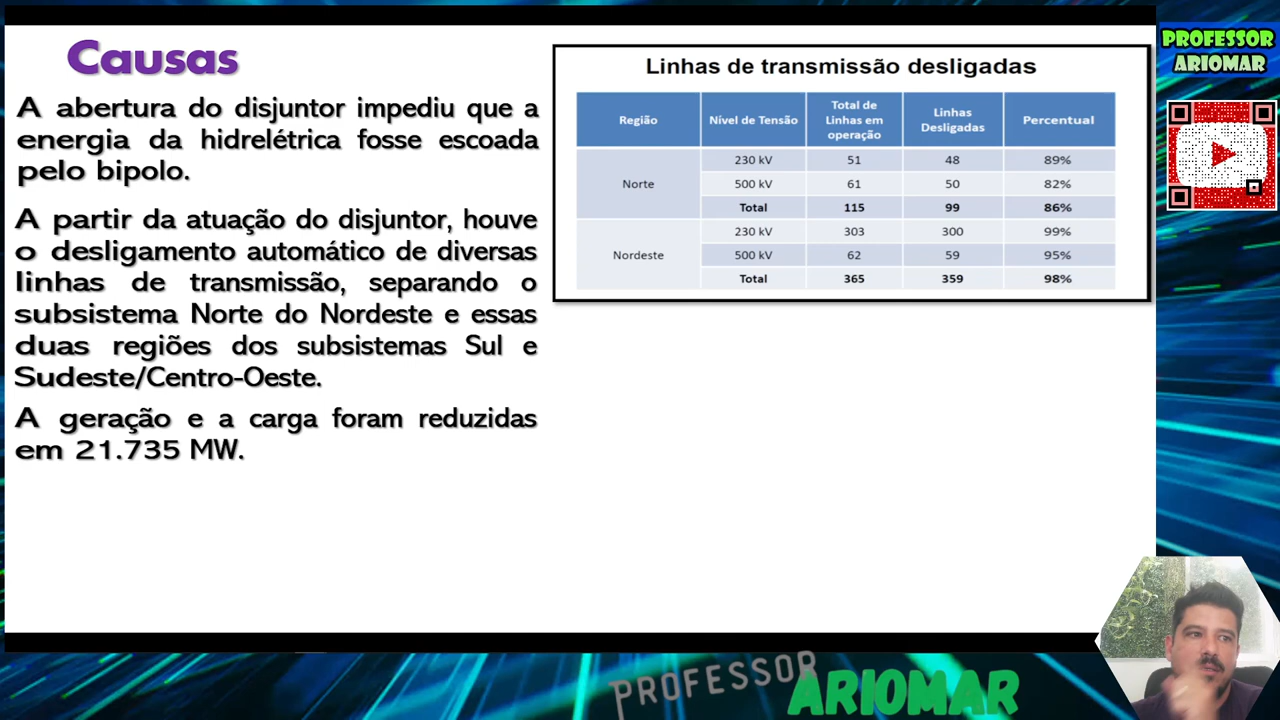 Causas
A abertura do disjuntor impediu que a
energia da hidrelétrica fosse escoada
pelo bipolo.
A partir da atuação do disjuntor, houve
o desligamento automático de diversas
linhas de transmissão, separando o
subsistema Norte do Nordeste e essas
duas regiões dos subsistemas Sul e
Sudeste/Centro-Oeste.
A geração e a carga foram reduzidas
em 21.735 MW.
Linhas de transmissão desligadas
Região Nível de Tensão Total de Linhas em operação Linhas Desligadas Percentual
Norte 230 kV 51 48 89%
500 kV 61 50 82%
Total 115 99 86%
Nordeste 230 kV 303 300 99%
500 kV 62 59 95%
Total 365 359 98%
PROFESSOR
ARIOMAR
PROFESSOR
ARIOMAR